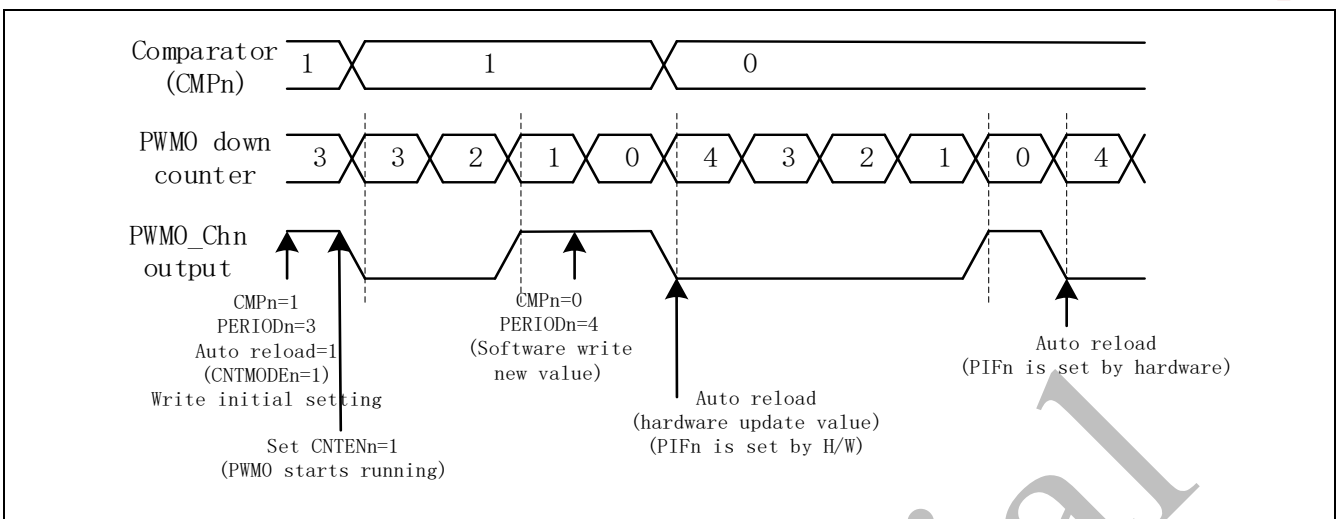 Comparator
(CMPn)
1 1 0
PWM0 down
counter
3 3 2 1 0 4 3 2 1 0 4
PWM0_Chn
output
CMPn=1
PERIODn=3
Auto reload=1
(CNTMODEn=1)
Write initial setting
Set CNTENn=1
(PWM0 starts running)
CMPn=0
PERIODn=4
(Software write
new value)
Auto reload
(hardware update value)
(PIFn is set by H/W)
Auto reload
(PIFn is set by hardware)